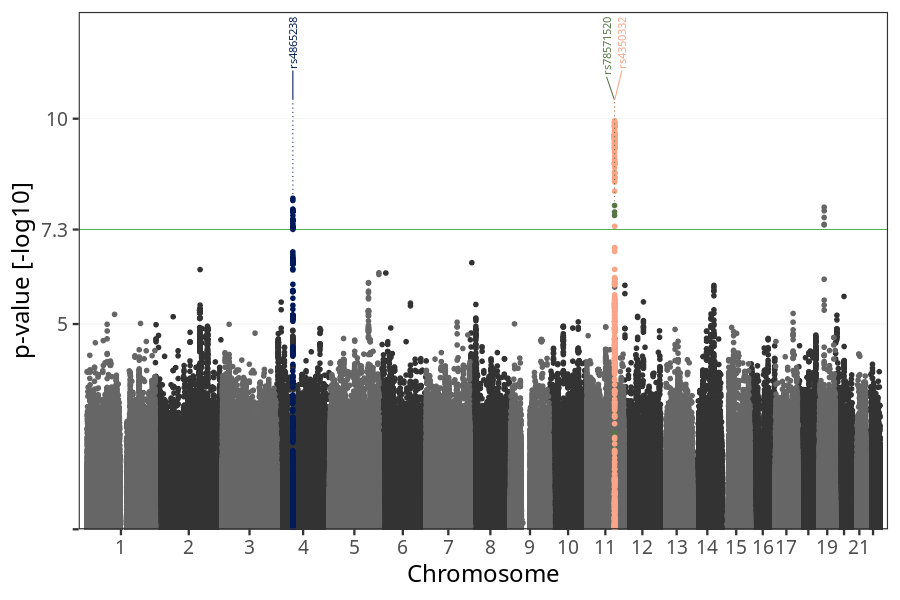 rs4865238
rs78571520
rs4350332
10
7.3
5
p-value [-log10]
1 2 3 4 5 6 7 8 9 10 11 12 13 14 15 16 17 19 21
Chromosome